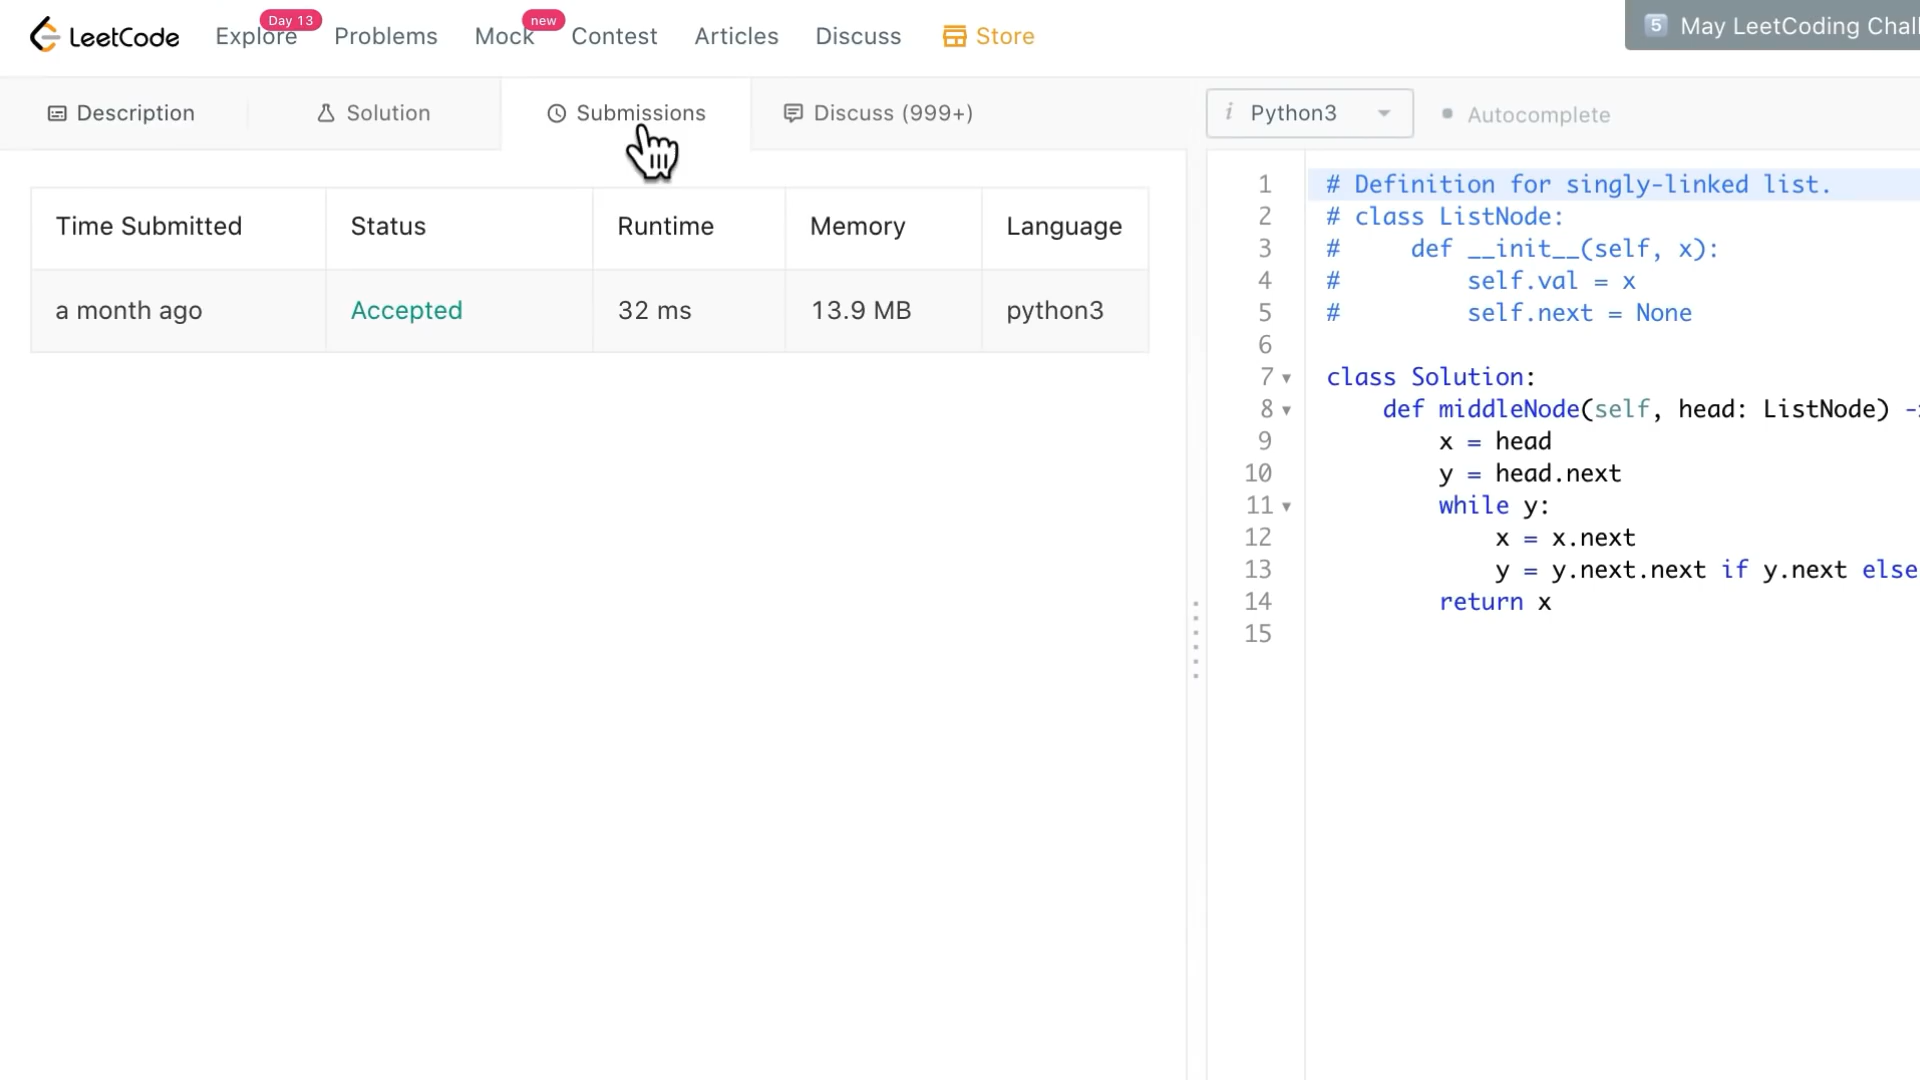 LeetCode Explore Day 13 Problems Mock new Contest Articles Discuss Store
5 May LeetCoding Chall
Description Solution Submissions Discuss (999+)
i Python3 Autocomplete
Time Submitted Status Runtime Memory Language
a month ago Accepted 32 ms 13.9 MB python3
1 # Definition for singly-linked list.
2 # class ListNode:
3 #     def __init__(self, x):
4 #         self.val = x
5 #         self.next = None
6
7 class Solution:
8     def middleNode(self, head: ListNode) -
9         x = head
10         y = head.next
11         while y:
12             x = x.next
13             y = y.next.next if y.next else
14         return x
15